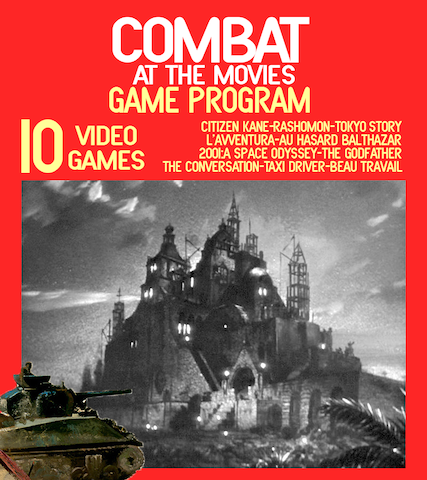 COMBAT
AT THE MOVIES
GAME PROGRAM
10 VIDEO GAMES
CITIZEN KANE-RASHOMON-TOKYO STORY
L'AVVENTURA-AU HASARD BALTHAZAR
2001:A SPACE ODYSSEY-THE GODFATHER
THE CONVERSATION-TAXI DRIVER-BEAU TRAVAIL